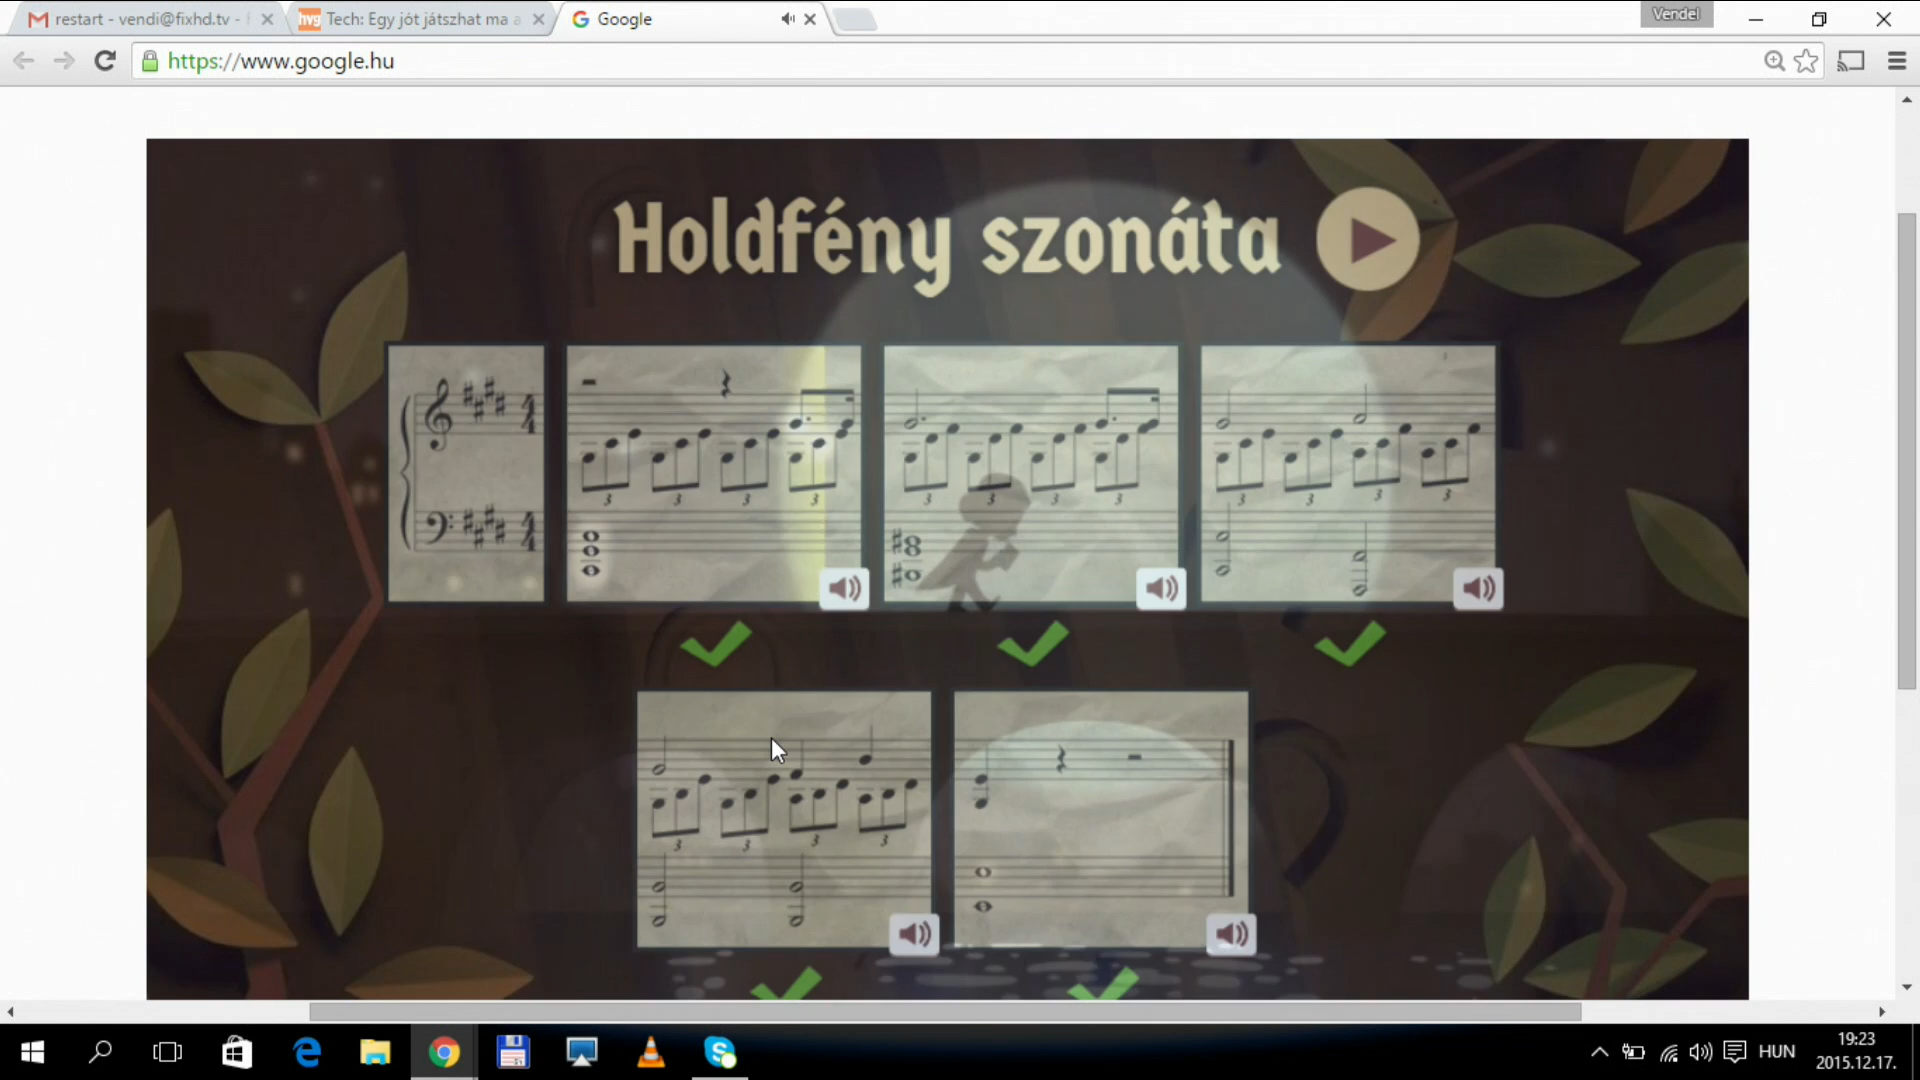 restart - vendi@fixhd.tv -
hvg Tech: Egy jót játszhat ma a
Google
Vendel
https://www.google.hu
Holdfény szonáta
3 3 3 3
3 3 3 3
3 3 3 3
3 3 3 3
HUN
19:23
2015.12.17.